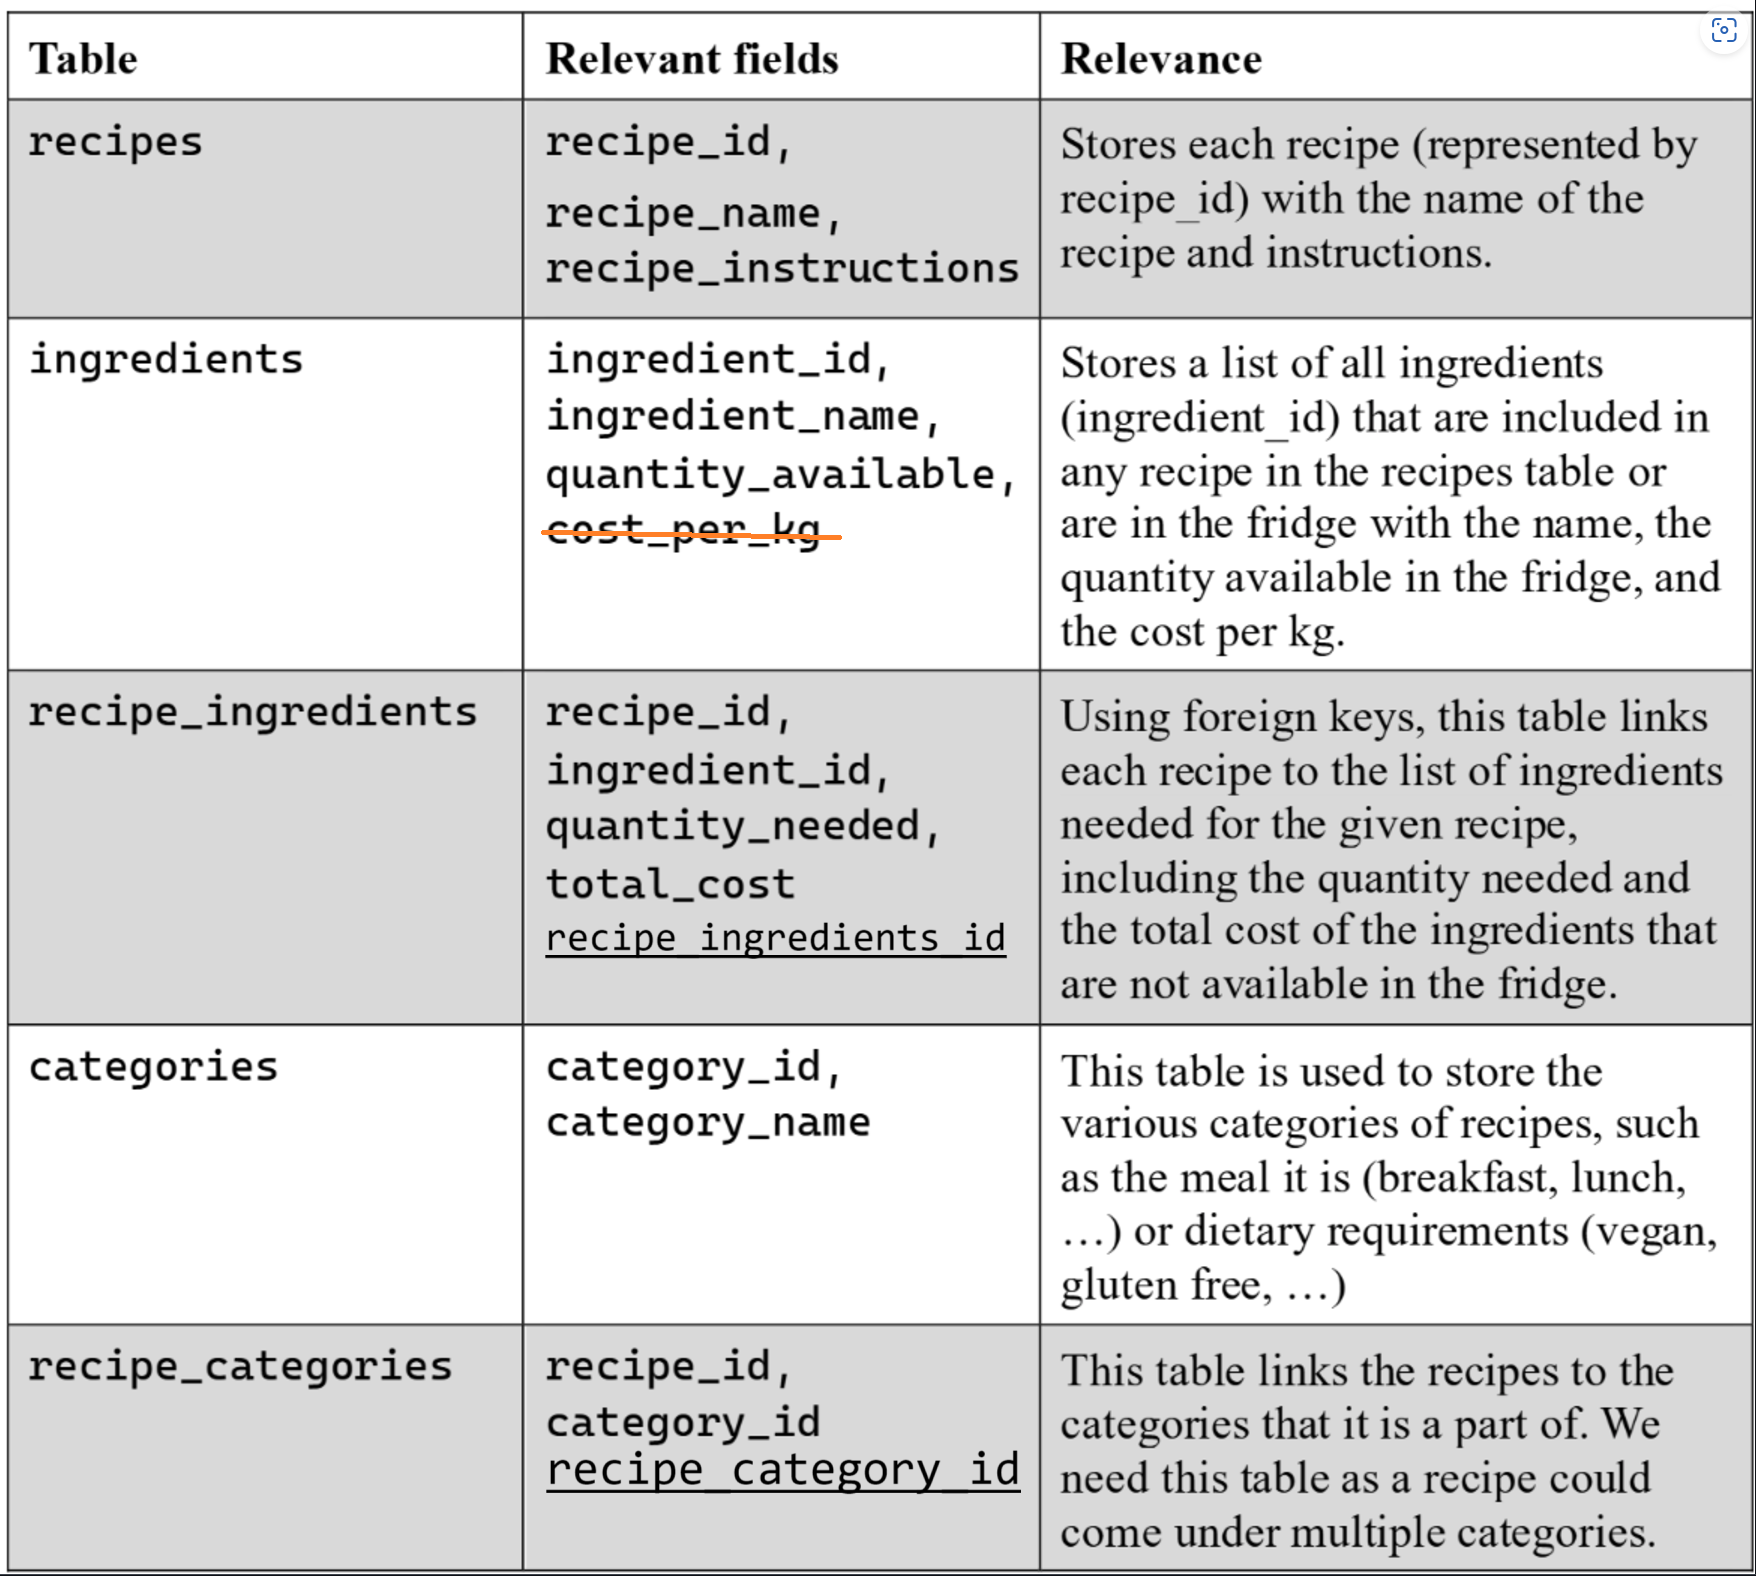 Table
Relevant fields
Relevance
recipes
recipe_id,
recipe_name,
recipe_instructions
Stores each recipe (represented by
recipe_id) with the name of the
recipe and instructions.
ingredients
ingredient_id,
ingredient_name,
quantity_available,
cost_per_kg
Stores a list of all ingredients
(ingredient_id) that are included in
any recipe in the recipes table or
are in the fridge with the name, the
quantity available in the fridge, and
the cost per kg.
recipe_ingredients
recipe_id,
ingredient_id,
quantity_needed,
total_cost
recipe_ingredients_id
Using foreign keys, this table links
each recipe to the list of ingredients
needed for the given recipe,
including the quantity needed and
the total cost of the ingredients that
are not available in the fridge.
categories
category_id,
category_name
This table is used to store the
various categories of recipes, such
as the meal it is (breakfast, lunch,
…) or dietary requirements (vegan,
gluten free, …)
recipe_categories
recipe_id,
category_id
recipe_category_id
This table links the recipes to the
categories that it is a part of. We
need this table as a recipe could
come under multiple categories.